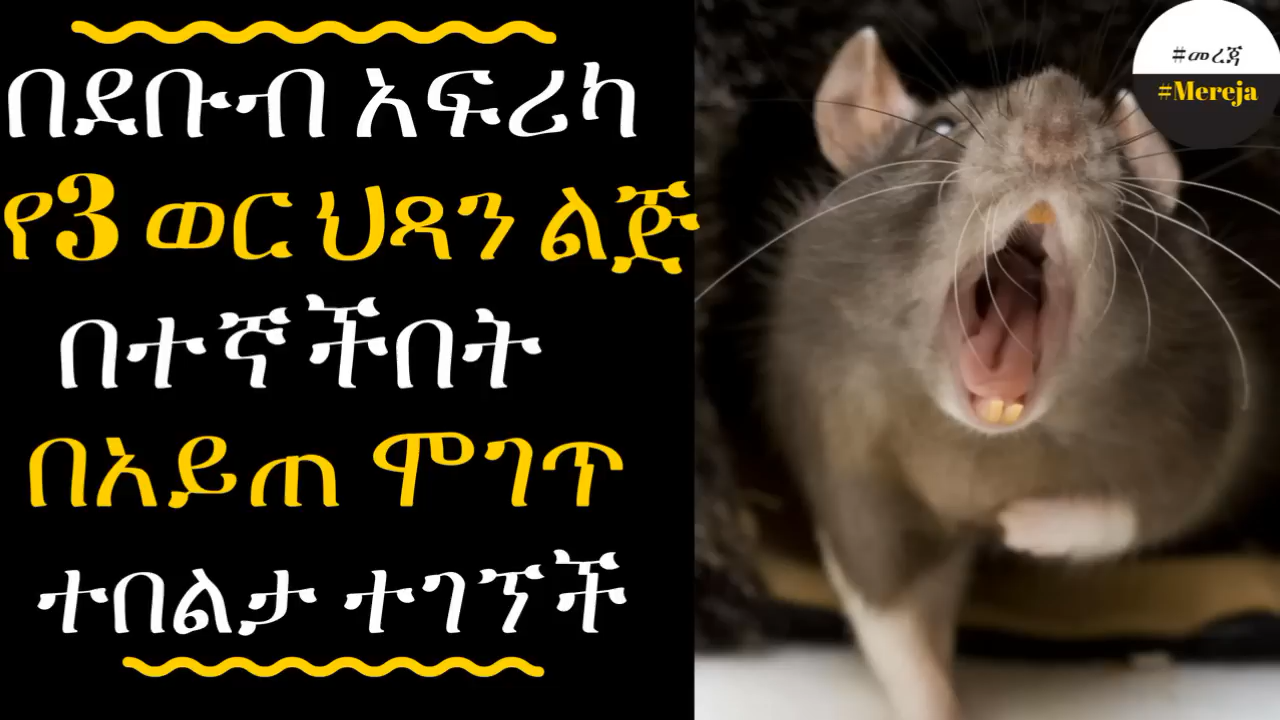 በደቡብ አፍሪካ
የ3 ወር ህጻን ልጅ
በተኛችበት
በአይጠ ሞገጥ
ተበልታ ተገኘች
#መረጃ
#Mereja